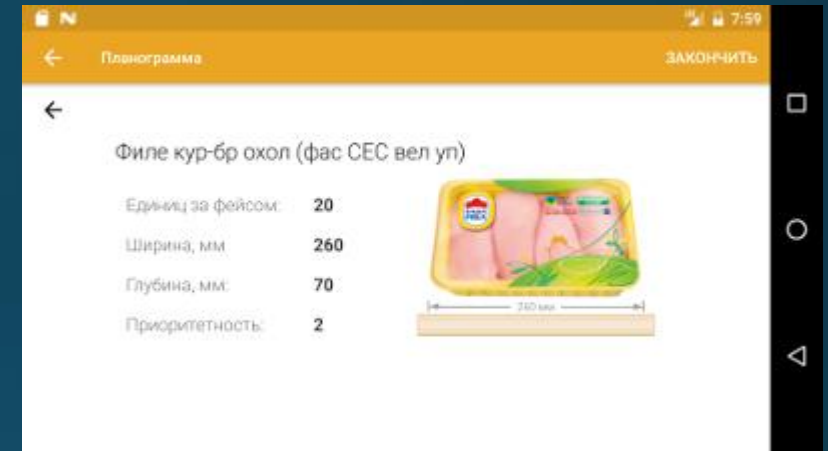 7:59
Планограмма
ЗАКОНЧИТЬ
Филе кур-бр охол (фас СЕС вел уп)
Единиц за фейсом: 20
Ширина, мм 260
Глубина, мм: 70
Приоритетность: 2
260 мм